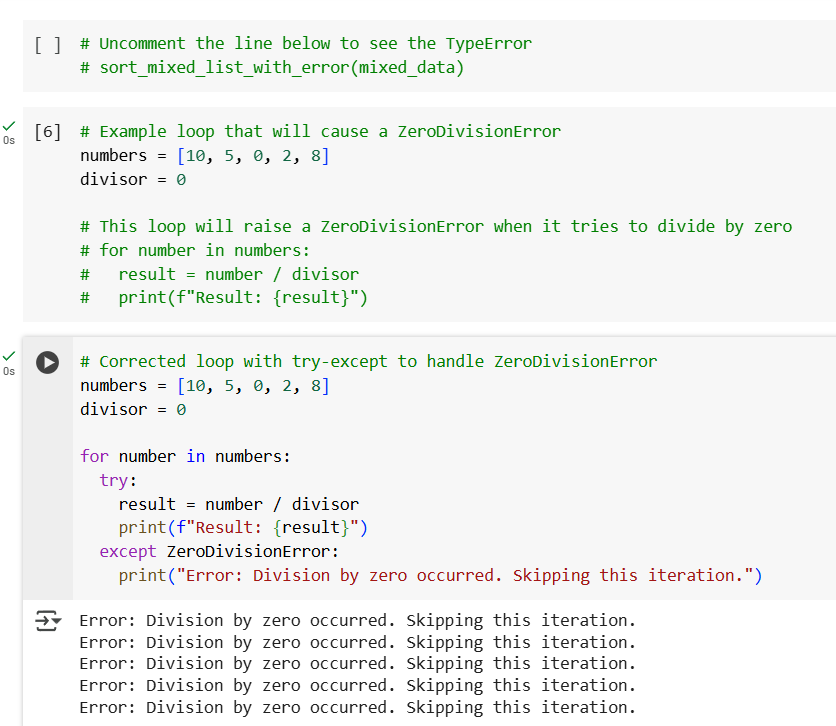 [ ] # Uncomment the line below to see the TypeError
# sort_mixed_list_with_error(mixed_data)
0s [6] # Example loop that will cause a ZeroDivisionError
numbers = [10, 5, 0, 2, 8]
divisor = 0
# This loop will raise a ZeroDivisionError when it tries to divide by zero
# for number in numbers:
#   result = number / divisor
#   print(f"Result: {result}")
0s # Corrected loop with try-except to handle ZeroDivisionError
numbers = [10, 5, 0, 2, 8]
divisor = 0
for number in numbers:
  try:
    result = number / divisor
    print(f"Result: {result}")
  except ZeroDivisionError:
    print("Error: Division by zero occurred. Skipping this iteration.")
Error: Division by zero occurred. Skipping this iteration.
Error: Division by zero occurred. Skipping this iteration.
Error: Division by zero occurred. Skipping this iteration.
Error: Division by zero occurred. Skipping this iteration.
Error: Division by zero occurred. Skipping this iteration.